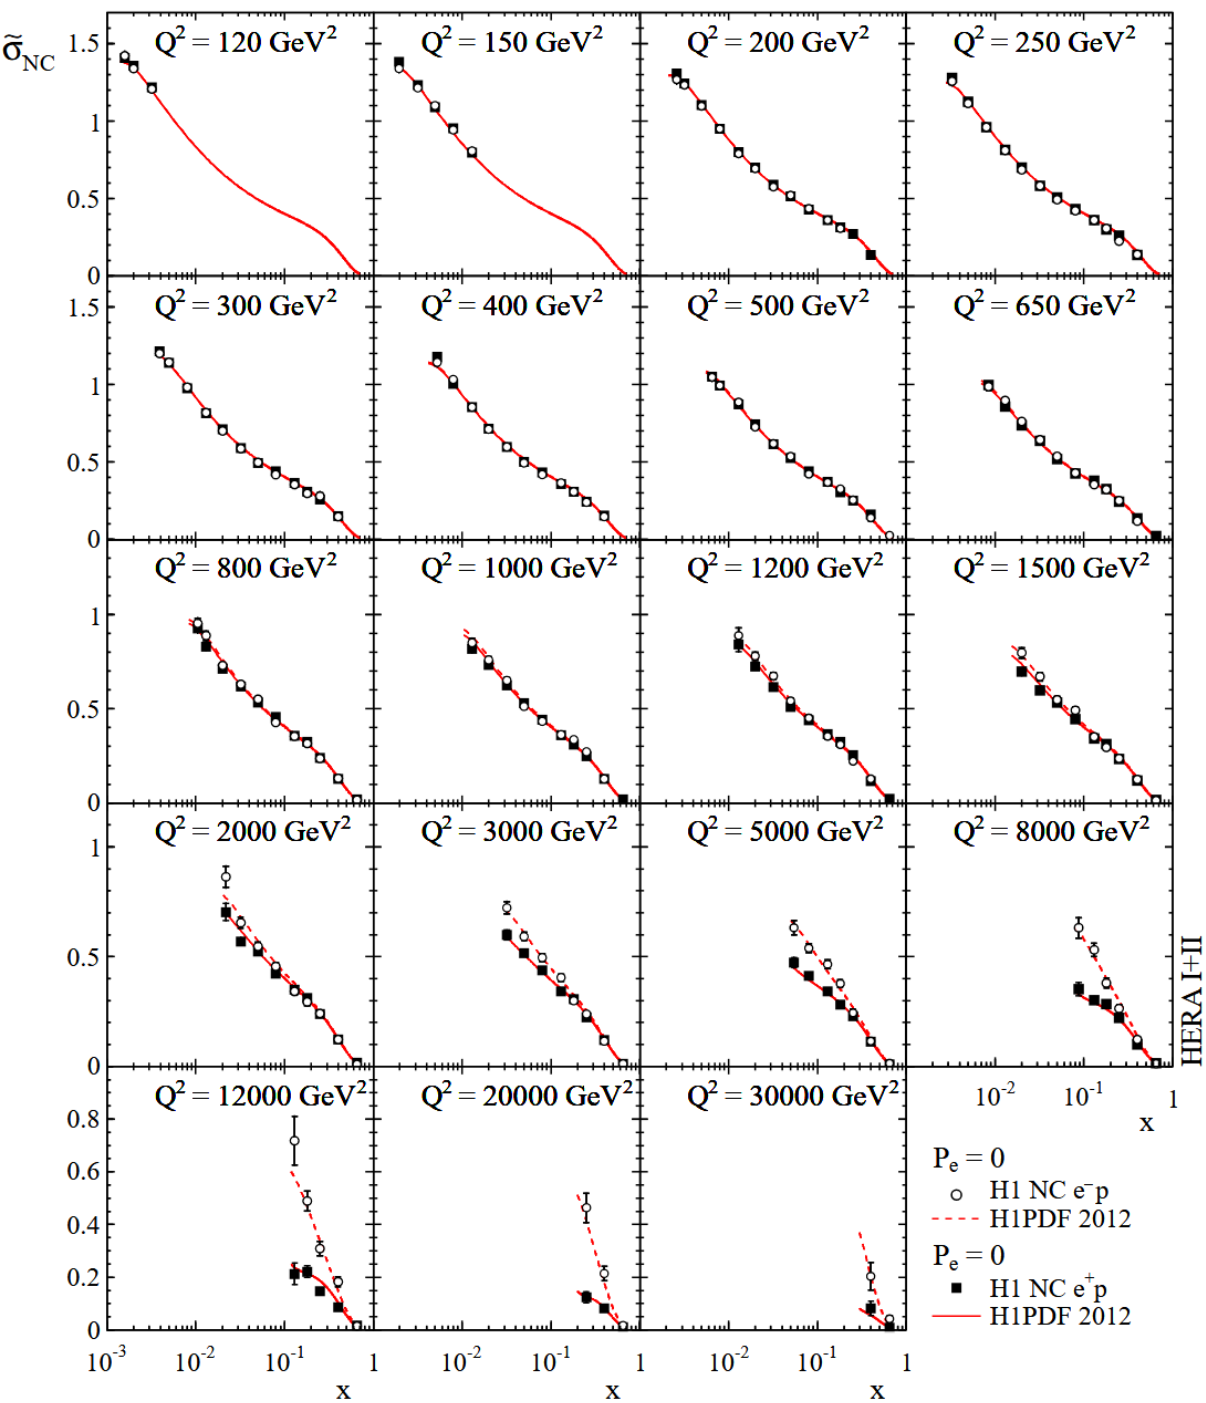 σ̃NC
Q² = 120 GeV²
Q² = 150 GeV²
Q² = 200 GeV²
Q² = 250 GeV²
1.5
1
0.5
0
Q² = 300 GeV²
Q² = 400 GeV²
Q² = 500 GeV²
Q² = 650 GeV²
1.5
1
0.5
0
Q² = 800 GeV²
Q² = 1000 GeV²
Q² = 1200 GeV²
Q² = 1500 GeV²
1
0.5
0
Q² = 2000 GeV²
Q² = 3000 GeV²
Q² = 5000 GeV²
Q² = 8000 GeV²
1
0.5
0
HERA I+II
Q² = 12000 GeV²
Q² = 20000 GeV²
Q² = 30000 GeV²
0.8
0.6
0.4
0.2
0
10⁻² 10⁻¹ 1
x
Pe = 0
H1 NC e⁻p
H1PDF 2012
Pe = 0
H1 NC e⁺p
H1PDF 2012
10⁻³ 10⁻² 10⁻¹ 1
x
10⁻² 10⁻¹ 1
x
10⁻² 10⁻¹ 1
x